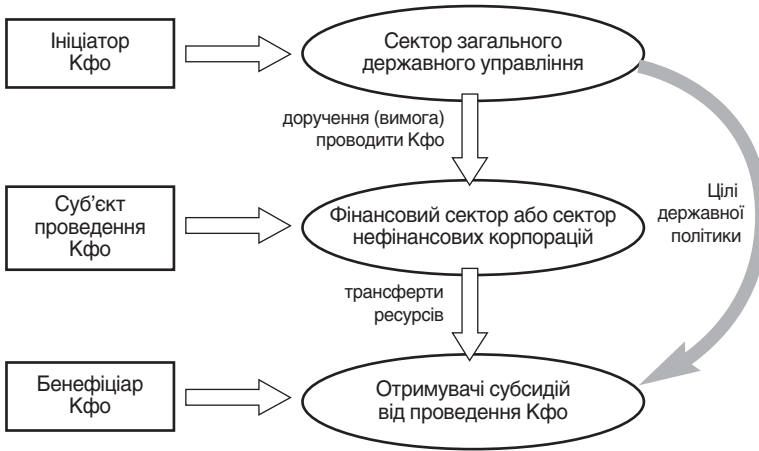 Ініціатор
Кфо
Сектор загального
державного управління
доручення (вимога)
проводити Кфо
Суб’єкт
проведення
Кфо
Фінансовий сектор або сектор
нефінансових корпорацій
Цілі
державної
політики
трансферти
ресурсів
Бенефіціар
Кфо
Отримувачі субсидій
від проведення Кфо